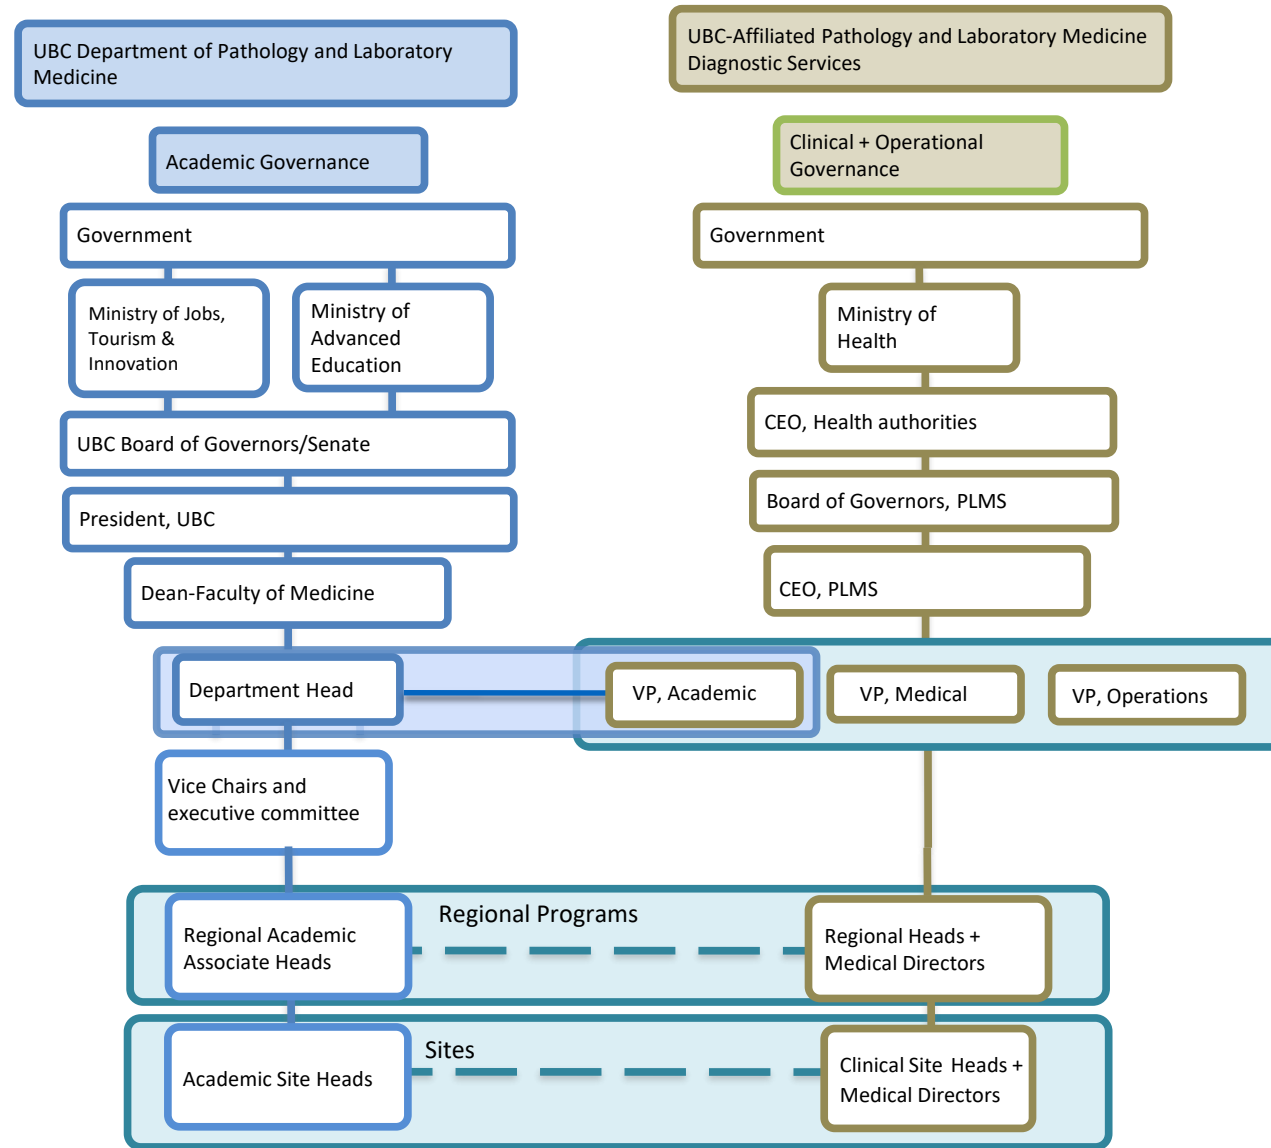 UBC Department of Pathology and Laboratory
Medicine
UBC-Affiliated Pathology and Laboratory Medicine
Diagnostic Services
Academic Governance
Clinical + Operational
Governance
Government
Government
Ministry of Jobs,
Tourism &
Innovation
Ministry of
Advanced
Education
Ministry of
Health
UBC Board of Governors/Senate
CEO, Health authorities
President, UBC
Board of Governors, PLMS
Dean-Faculty of Medicine
CEO, PLMS
Department Head
VP, Academic
VP, Medical
VP, Operations
Vice Chairs and
executive committee
Regional Programs
Regional Academic
Associate Heads
Regional Heads +
Medical Directors
Sites
Academic Site Heads
Clinical Site Heads +
Medical Directors